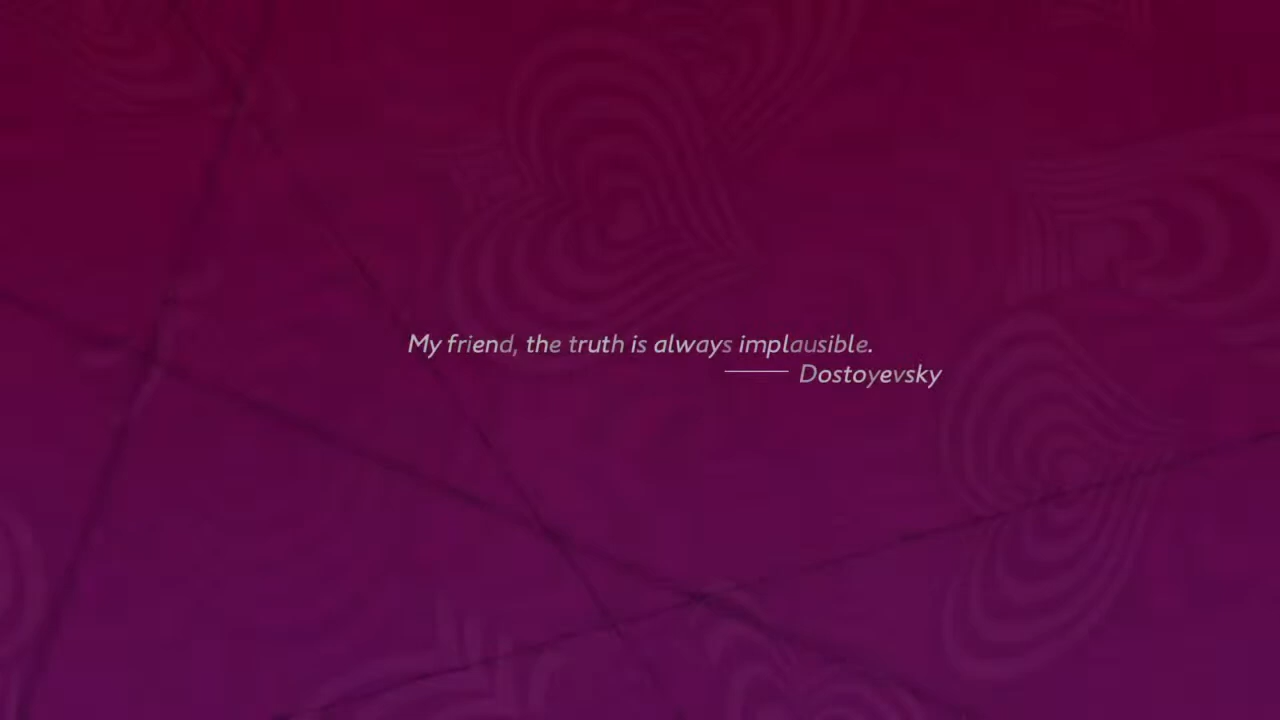 My friend, the truth is always implausible.
—— Dostoyevsky